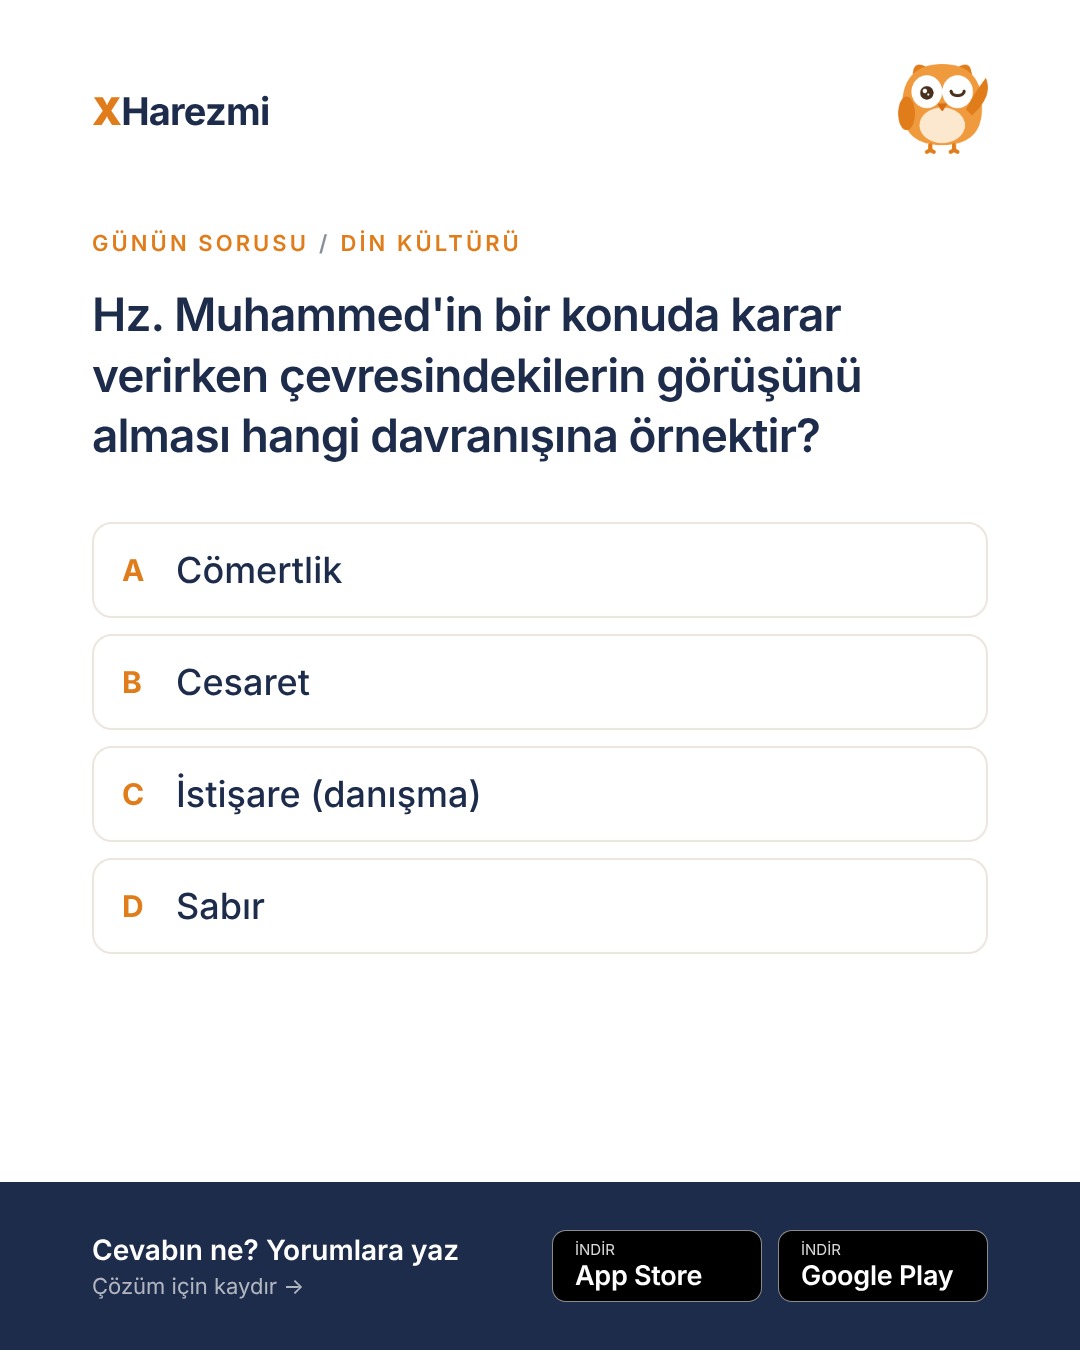 XHarezmi
GÜNÜN SORUSU / DİN KÜLTÜRÜ
Hz. Muhammed'in bir konuda karar
verirken çevresindekilerin görüşünü
alması hangi davranışına örnektir?
A Cömertlik
B Cesaret
C İstişare (danışma)
D Sabır
Cevabın ne? Yorumlara yaz
Çözüm için kaydır →
İNDİR
App Store
İNDİR
Google Play